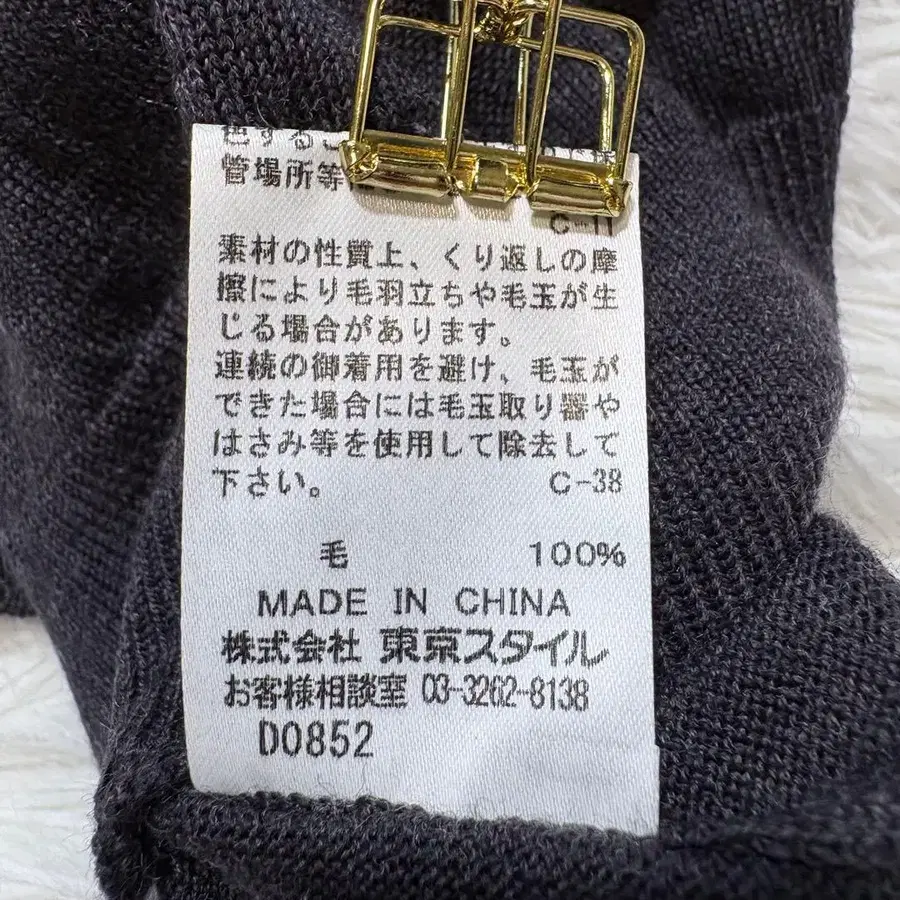 色するこ
管場所等
C-11
素材の性質上、くり返しの摩
擦により毛羽立ちや毛玉が生
じる場合があります。
連続の御着用を避け、毛玉が
できた場合には毛玉取り器や
はさみ等を使用して除去して
下さい。 C-38
毛 100%
MADE IN CHINA
株式会社 東京スタイル
お客様相談室 03-3262-8138
D0852